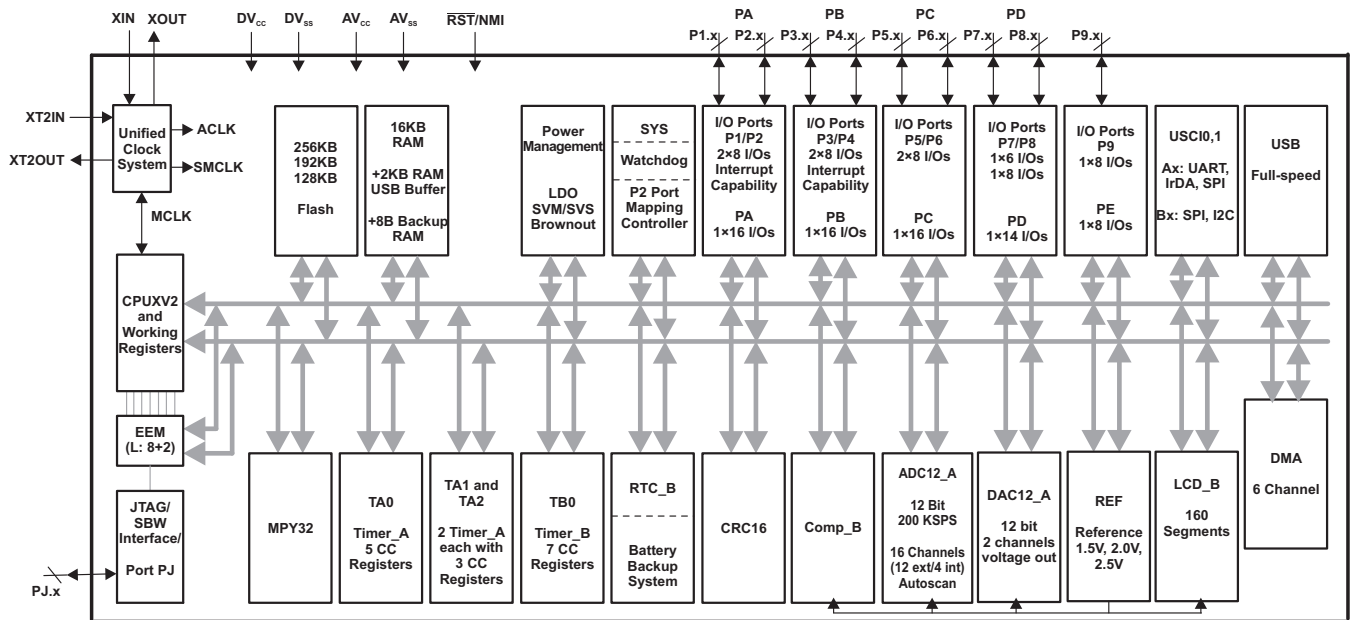 XIN XOUT DVCC DVSS AVCC AVSS RST/NMI PA PB PC PD
P1.x P2.x P3.x P4.x P5.x P6.x P7.x P8.x P9.x
XT2IN
XT2OUT
Unified
Clock
System
ACLK
SMCLK
MCLK
256KB
192KB
128KB
Flash
16KB
RAM
+2KB RAM
USB Buffer
+8B Backup
RAM
Power
Management
LDO
SVM/SVS
Brownout
SYS
Watchdog
P2 Port
Mapping
Controller
I/O Ports
P1/P2
2×8 I/Os
Interrupt
Capability
PA
1×16 I/Os
I/O Ports
P3/P4
2×8 I/Os
Interrupt
Capability
PB
1×16 I/Os
I/O Ports
P5/P6
2×8 I/Os
PC
1×16 I/Os
I/O Ports
P7/P8
1×6 I/Os
1×8 I/Os
PD
1×14 I/Os
I/O Ports
P9
1×8 I/Os
PE
1×8 I/Os
USCI0,1
Ax: UART,
IrDA, SPI
Bx: SPI, I2C
USB
Full-speed
CPUXV2
and
Working
Registers
EEM
(L: 8+2)
JTAG/
SBW
Interface/
Port PJ
PJ.x
MPY32
TA0
Timer_A
5 CC
Registers
TA1 and
TA2
2 Timer_A
each with
3 CC
Registers
TB0
Timer_B
7 CC
Registers
RTC_B
Battery
Backup
System
CRC16
Comp_B
ADC12_A
12 Bit
200 KSPS
16 Channels
(12 ext/4 int)
Autoscan
DAC12_A
12 bit
2 channels
voltage out
REF
Reference
1.5V, 2.0V,
2.5V
LCD_B
160
Segments
DMA
6 Channel